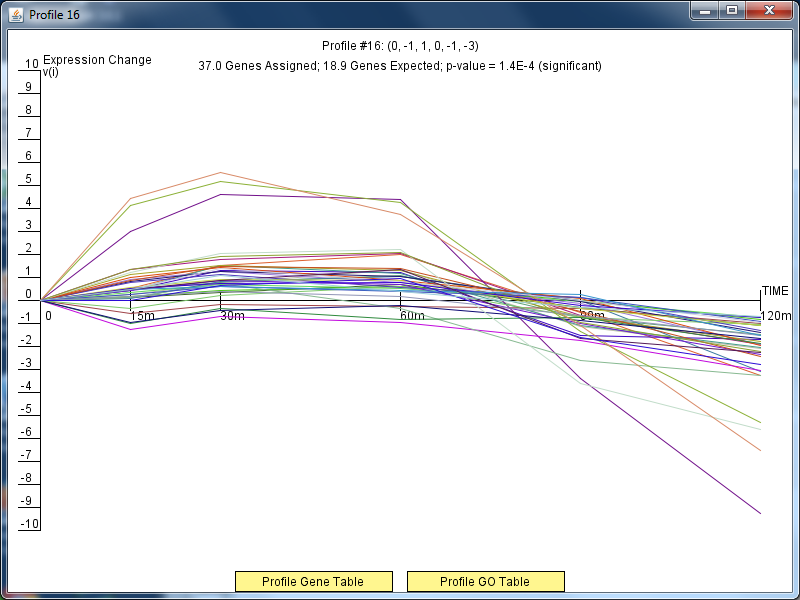 Profile 16
Profile #16: (0, -1, 1, 0, -1, -3)
37.0 Genes Assigned; 18.9 Genes Expected; p-value = 1.4E-4 (significant)
Expression Change
v(i)
10
9
8
7
6
5
4
3
2
1
0
-1
-2
-3
-4
-5
-6
-7
-8
-9
-10
TIME
0
15m
30m
60m
90m
120m
Profile Gene Table
Profile GO Table